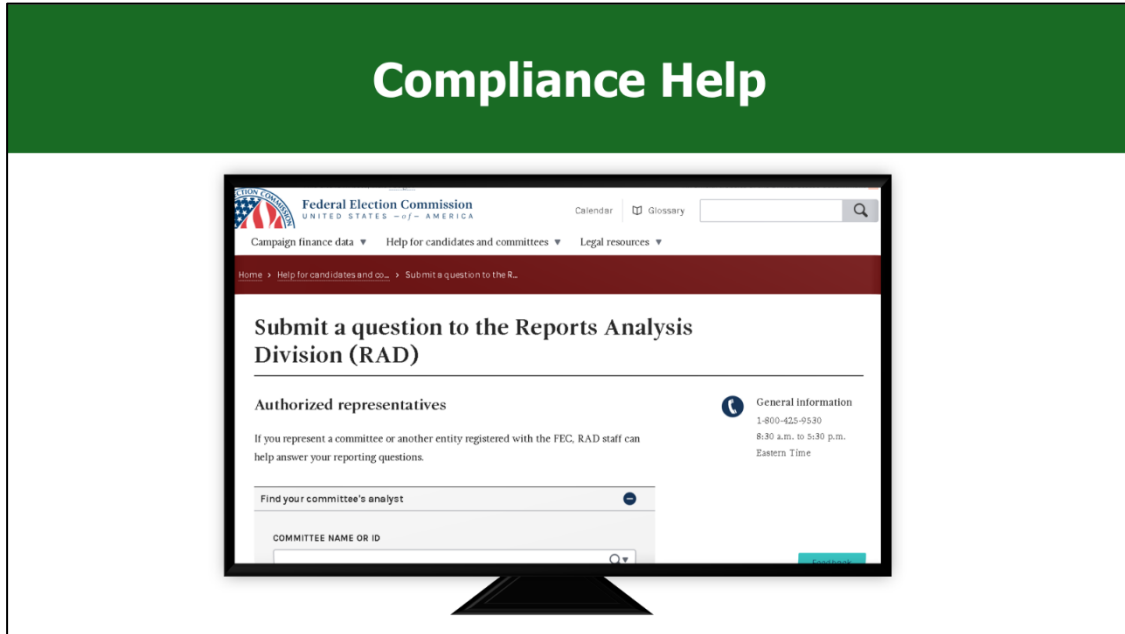 Compliance Help
Federal Election Commission
UNITED STATES -of- AMERICA
Calendar
Glossary
Campaign finance data ▼ Help for candidates and committees ▼ Legal resources ▼
Home > Help for candidates and co… > Submit a question to the R…
Submit a question to the Reports Analysis
Division (RAD)
Authorized representatives
If you represent a committee or another entity registered with the FEC, RAD staff can
help answer your reporting questions.
Find your committee's analyst
COMMITTEE NAME OR ID
General information
1-800-425-9530
8:30 a.m. to 5:30 p.m.
Eastern Time